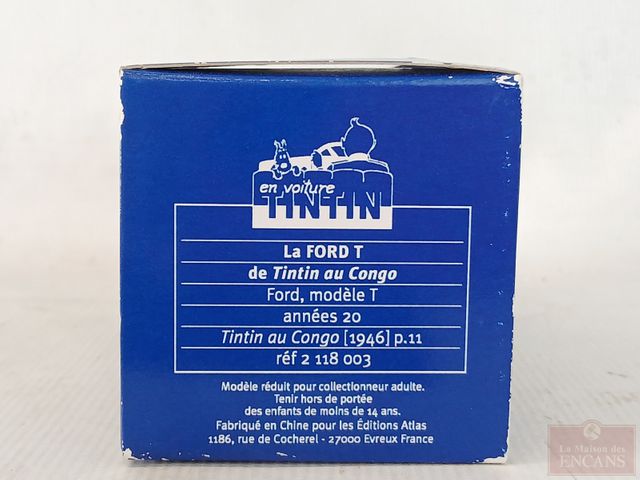 en voiture
TINTIN
La FORD T
de Tintin au Congo
Ford, modèle T
années 20
Tintin au Congo [1946] p.11
réf 2 118 003
Modèle réduit pour collectionneur adulte.
Tenir hors de portée
des enfants de moins de 14 ans.
Fabriqué en Chine pour les Éditions Atlas
1186, rue de Cocherel - 27000 Evreux France
La Maison des
ENCANS